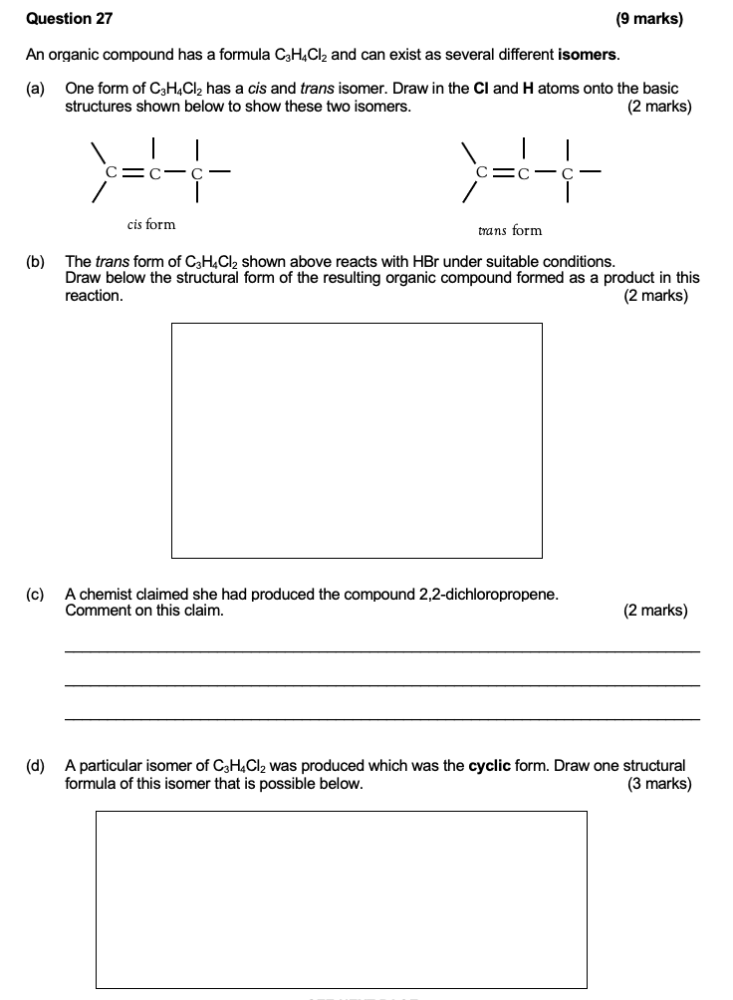 Question 27 (9 marks)
An organic compound has a formula C₃H₄Cl₂ and can exist as several different isomers.
(a) One form of C₃H₄Cl₂ has a cis and trans isomer. Draw in the Cl and H atoms onto the basic
structures shown below to show these two isomers. (2 marks)
C=C—C— C=C—C—
cis form
trans form
(b) The trans form of C₃H₄Cl₂ shown above reacts with HBr under suitable conditions.
Draw below the structural form of the resulting organic compound formed as a product in this
reaction. (2 marks)
(c) A chemist claimed she had produced the compound 2,2-dichloropropene.
Comment on this claim. (2 marks)
(d) A particular isomer of C₃H₄Cl₂ was produced which was the cyclic form. Draw one structural
formula of this isomer that is possible below. (3 marks)